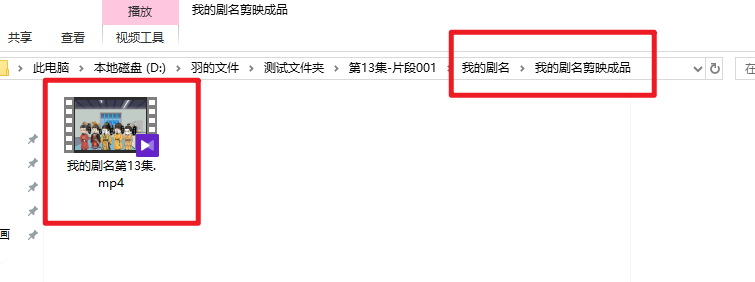 播放
我的剧名剪映成品
共享
查看
视频工具
此电脑 > 本地磁盘 (D:) > 羽的文件 > 测试文件夹 > 第13集-片段001 > 我的剧名 > 我的剧名剪映成品
在
我的剧名第13集.
mp4
画